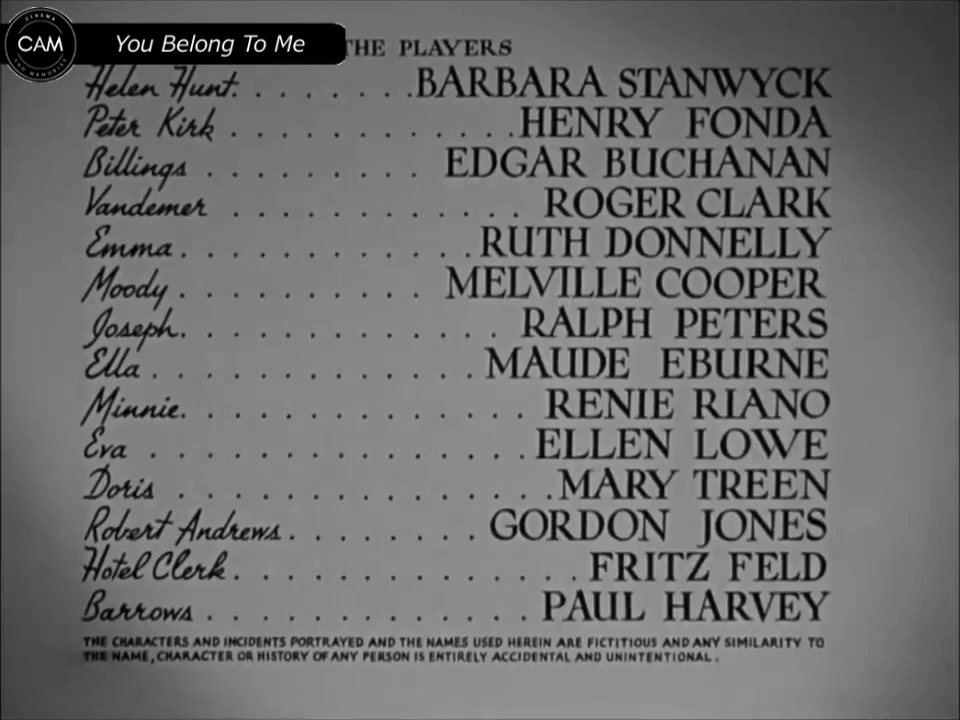 CINEMA
CAM
AND MEMORIES
You Belong To Me
THE PLAYERS
Helen Hunt. . . . . . . .BARBARA STANWYCK
Peter Kirk . . . . . . . . . . . . .HENRY FONDA
Billings . . . . . . . . . EDGAR BUCHANAN
Vandemer . . . . . . . . . . . . ROGER CLARK
Emma. . . . . . . . . . . . .RUTH DONNELLY
Moody . . . . . . . . . . MELVILLE COOPER
Joseph. . . . . . . . . . . . . RALPH PETERS
Ella . . . . . . . . . . . . . MAUDE EBURNE
Minnie. . . . . . . . . . . . . . RENIE RIANO
Eva . . . . . . . . . . . . . . .ELLEN LOWE
Doris . . . . . . . . . . . . . . .MARY TREEN
Robert Andrews. . . . . . . . GORDON JONES
Hotel Clerk. . . . . . . . . . . . . . FRITZ FELD
Barrows . . . . . . . . . . . . . PAUL HARVEY
THE CHARACTERS AND INCIDENTS PORTRAYED AND THE NAMES USED HEREIN ARE FICTITIOUS AND ANY SIMILARITY TO
THE NAME, CHARACTER OR HISTORY OF ANY PERSON IS ENTIRELY ACCIDENTAL AND UNINTENTIONAL.